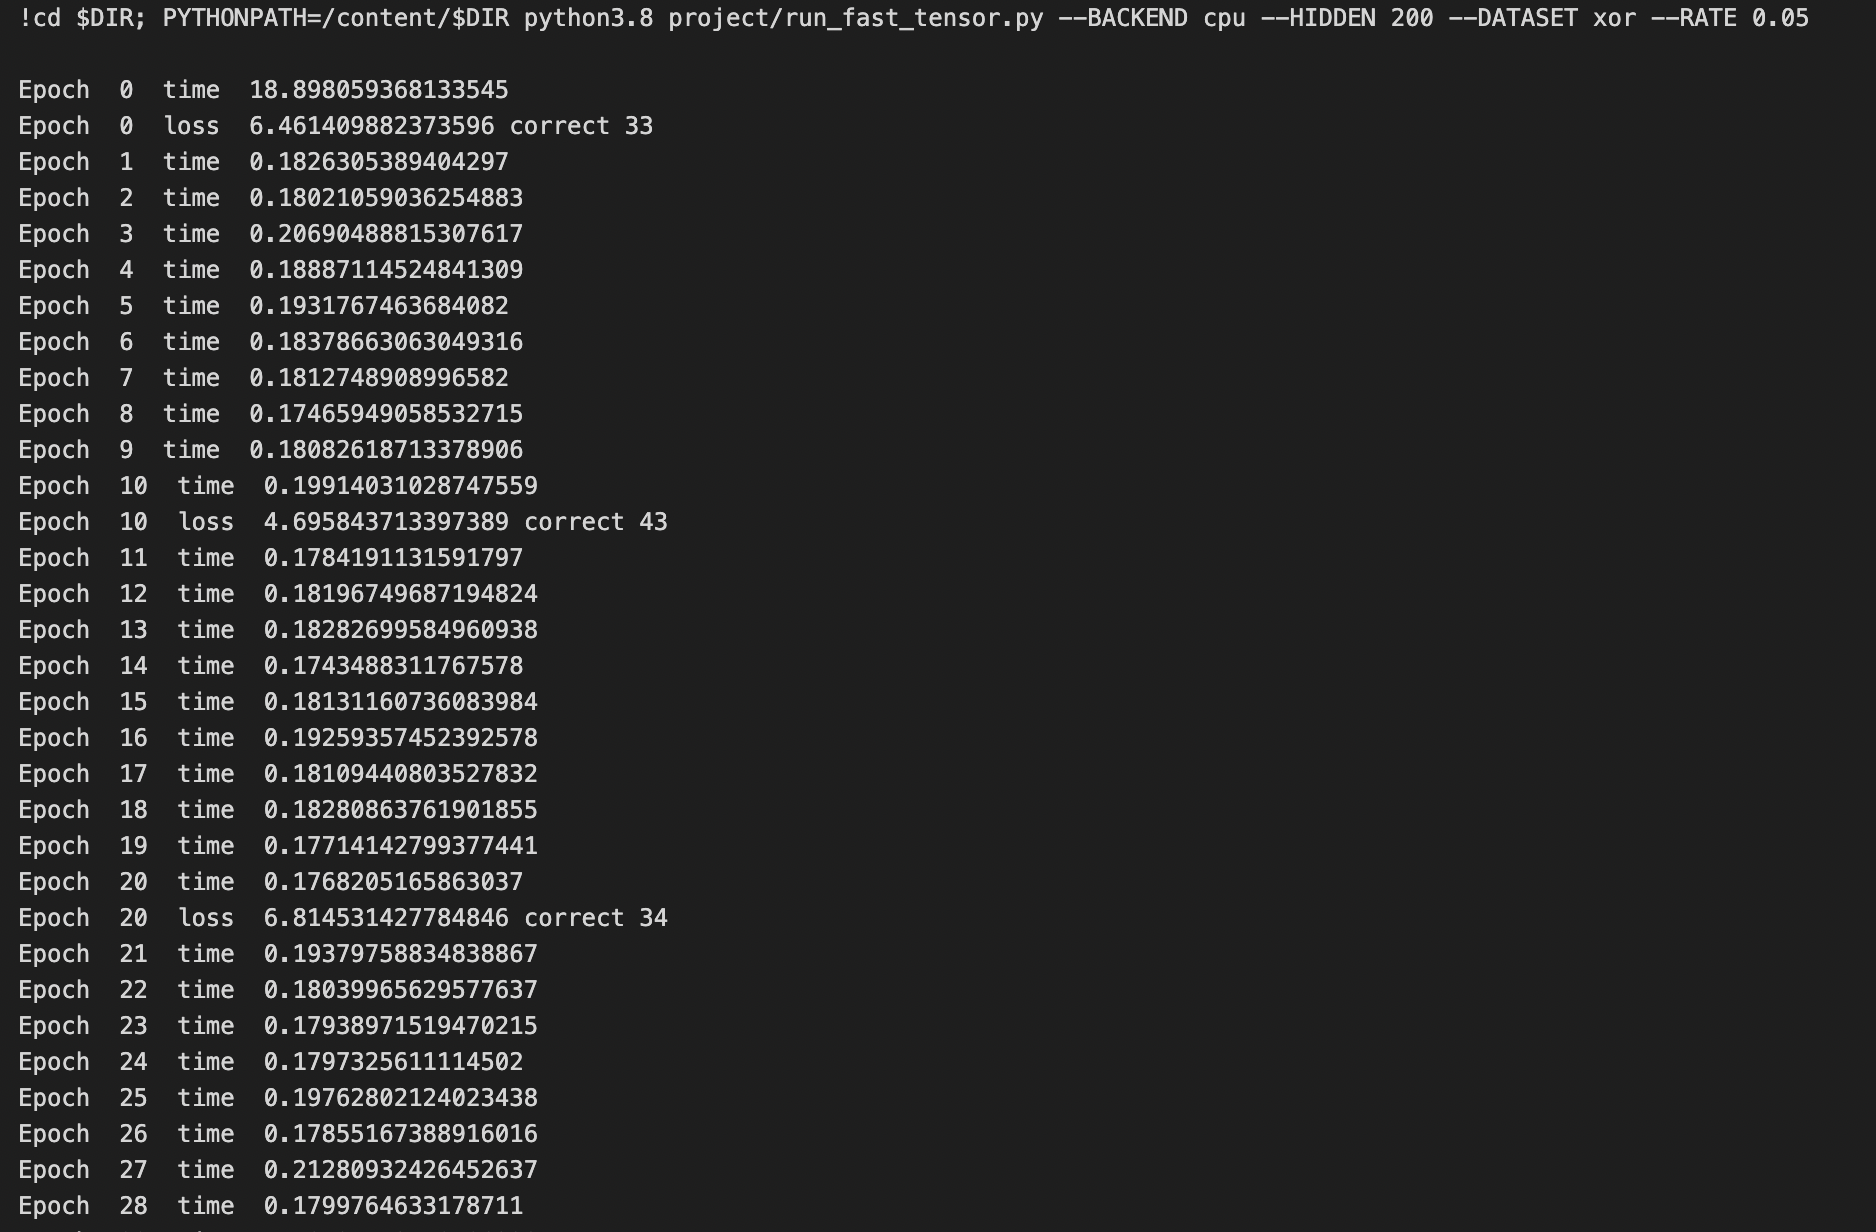 !cd $DIR; PYTHONPATH=/content/$DIR python3.8 project/run_fast_tensor.py --BACKEND cpu --HIDDEN 200 --DATASET xor --RATE 0.05
Epoch 0 time 18.898059368133545
Epoch 0 loss 6.461409882373596 correct 33
Epoch 1 time 0.1826305389404297
Epoch 2 time 0.18021059036254883
Epoch 3 time 0.20690488815307617
Epoch 4 time 0.18887114524841309
Epoch 5 time 0.1931767463684082
Epoch 6 time 0.18378663063049316
Epoch 7 time 0.1812748908996582
Epoch 8 time 0.17465949058532715
Epoch 9 time 0.18082618713378906
Epoch 10 time 0.19914031028747559
Epoch 10 loss 4.695843713397389 correct 43
Epoch 11 time 0.1784191131591797
Epoch 12 time 0.18196749687194824
Epoch 13 time 0.18282699584960938
Epoch 14 time 0.1743488311767578
Epoch 15 time 0.18131160736083984
Epoch 16 time 0.19259357452392578
Epoch 17 time 0.18109440803527832
Epoch 18 time 0.18280863761901855
Epoch 19 time 0.17714142799377441
Epoch 20 time 0.1768205165863037
Epoch 20 loss 6.814531427784846 correct 34
Epoch 21 time 0.19379758834838867
Epoch 22 time 0.18039965629577637
Epoch 23 time 0.17938971519470215
Epoch 24 time 0.1797325611114502
Epoch 25 time 0.19762802124023438
Epoch 26 time 0.17855167388916016
Epoch 27 time 0.21280932426452637
Epoch 28 time 0.1799764633178711